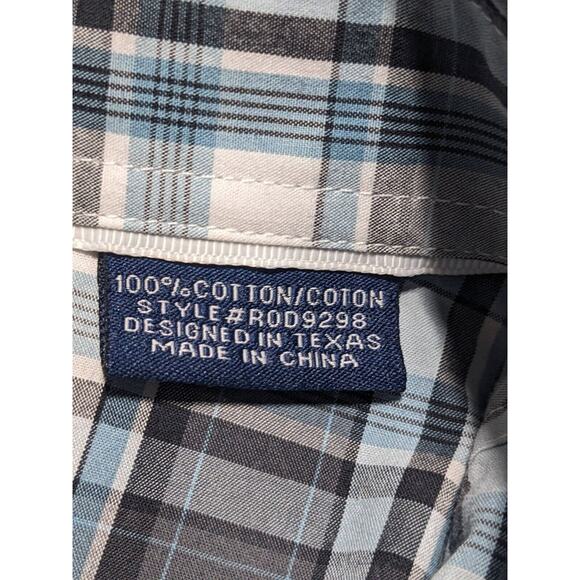 100%COTTON/COTON
STYLE#ROD9298
DESIGNED IN TEXAS
MADE IN CHINA